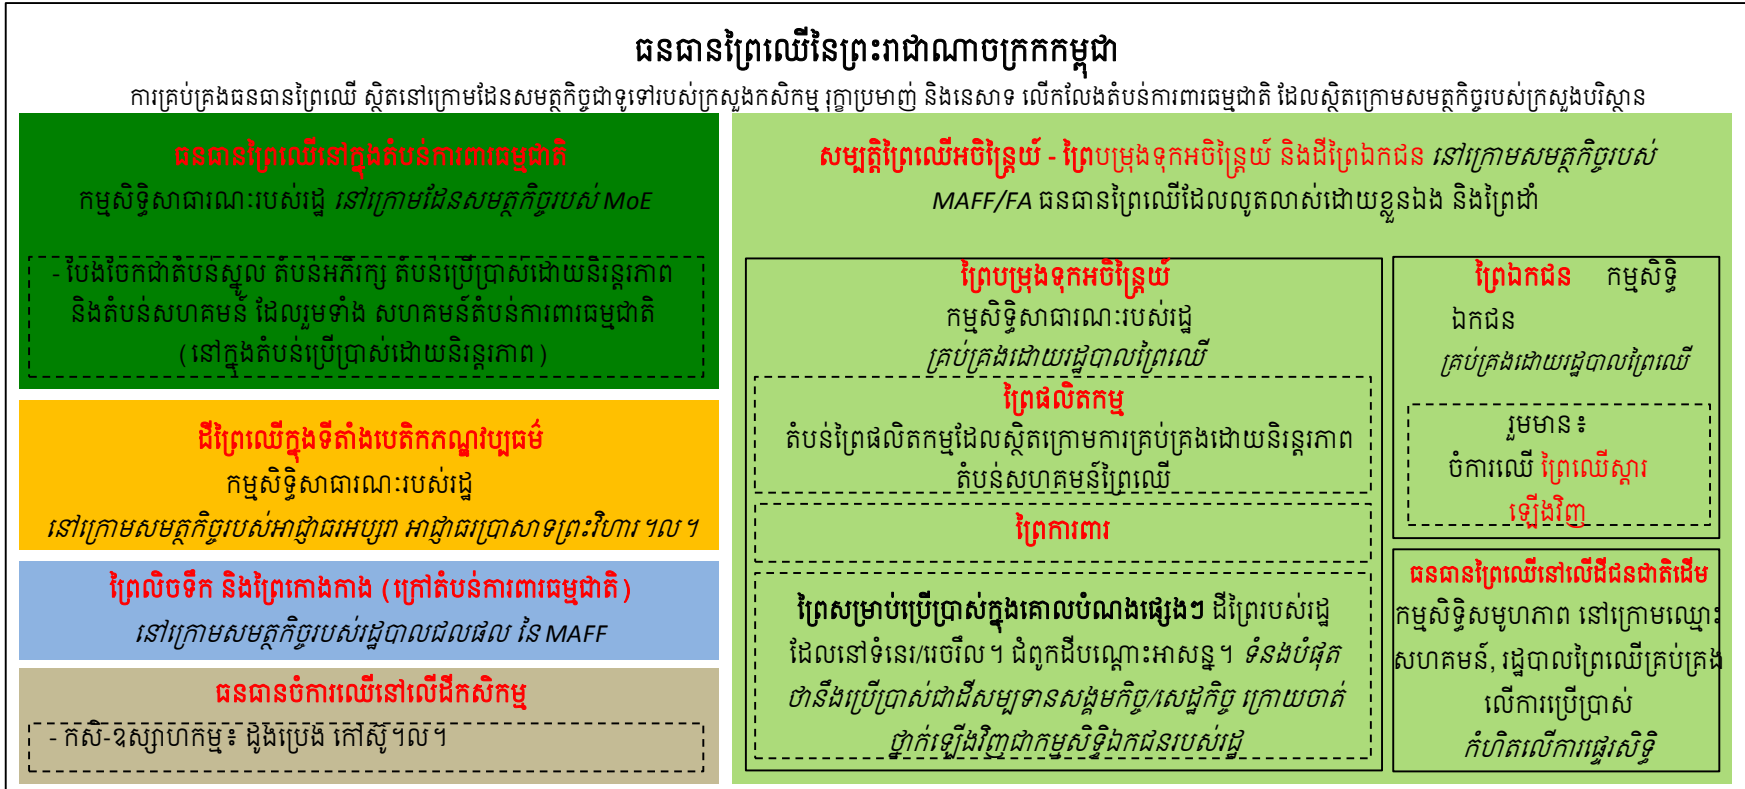 ធនធានព្រៃឈើនៃព្រះរាជាណាចក្រកកម្ពុជា
ការគ្រប់គ្រងធនធានព្រៃឈើ ស្ថិតនៅក្រោមដែនសមត្ថកិច្ចជាទូទៅរបស់ក្រសួងកសិកម្ម រុក្ខាប្រមាញ់ និងនេសាទ លើកលែងតំបន់ការពារធម្មជាតិ ដែលស្ថិតក្រោមសមត្ថកិច្ចរបស់ក្រសួងបរិស្ថាន
ធនធានព្រៃឈើនៅក្នុងតំបន់ការពារធម្មជាតិ
កម្មសិទ្ធិសាធារណៈរបស់រដ្ឋ នៅក្រោមដែនសមត្ថកិច្ចរបស់ MoE
- បែងចែកជាតំបន់ស្នូល តំបន់អភិរក្ស តំបន់ប្រើប្រាស់ដោយនិរន្តរភាព
និងតំបន់សហគមន៍ ដែលរួមទាំង សហគមន៍តំបន់ការពារធម្មជាតិ
(នៅក្នុងតំបន់ប្រើប្រាស់ដោយនិរន្តរភាព)
ដីព្រៃឈើក្នុងទីតាំងបេតិកភណ្ឌវប្បធម៌
កម្មសិទ្ធិសាធារណៈរបស់រដ្ឋ
នៅក្រោមសមត្ថកិច្ចរបស់អាជ្ញាធរអប្សរា អាជ្ញាធរប្រាសាទព្រះវិហារ ។ល។
ព្រៃលិចទឹក និងព្រៃកោងកាង (ក្រៅតំបន់ការពារធម្មជាតិ)
នៅក្រោមសមត្ថកិច្ចរបស់រដ្ឋបាលជលផល នៃ MAFF
ធនធានចំការឈើនៅលើដីកសិកម្ម
- កសិ-ឧស្សាហកម្ម៖ ដូងប្រេង កៅស៊ូ។ល។
សម្បត្តិព្រៃឈើអចិន្ត្រៃយ៍ - ព្រៃបម្រុងទុកអចិន្ត្រៃយ៍ និងដីព្រៃឯកជន នៅក្រោមសមត្ថកិច្ចរបស់
MAFF/FA ធនធានព្រៃឈើដែលលូតលាស់ដោយខ្លួនឯង និងព្រៃដាំ
ព្រៃបម្រុងទុកអចិន្ត្រៃយ៍
កម្មសិទ្ធិសាធារណៈរបស់រដ្ឋ
គ្រប់គ្រងដោយរដ្ឋបាលព្រៃឈើ
ព្រៃផលិតកម្ម
តំបន់ព្រៃផលិតកម្មដែលស្ថិតក្រោមការគ្រប់គ្រងដោយនិរន្តរភាព
តំបន់សហគមន៍ព្រៃឈើ
ព្រៃការពារ
ព្រៃសម្រាប់ប្រើប្រាស់ក្នុងគោលបំណងផ្សេងៗ ដីព្រៃរបស់រដ្ឋ
ដែលនៅទំនេរ/រេចរឹល។ ជំពូកដីបណ្តោះអាសន្ន។ ទំនងបំផុត
ថានឹងប្រើប្រាស់ជាដីសម្បទានសង្គមកិច្ច/សេដ្ឋកិច្ច ក្រោយចាត់
ថ្នាក់ឡើងវិញជាកម្មសិទ្ធិឯកជនរបស់រដ្ឋ
ព្រៃឯកជន កម្មសិទ្ធិ
ឯកជន
គ្រប់គ្រងដោយរដ្ឋបាលព្រៃឈើ
រួមមាន៖
ចំការឈើ ព្រៃឈើស្តារ
ឡើងវិញ
ធនធានព្រៃឈើនៅលើដីជនជាតិដើម
កម្មសិទ្ធិសមូហភាព នៅក្រោមឈ្មោះ
សហគមន៍, រដ្ឋបាលព្រៃឈើគ្រប់គ្រង
លើការប្រើប្រាស់
កំហិតលើការផ្ទេរសិទ្ធិ